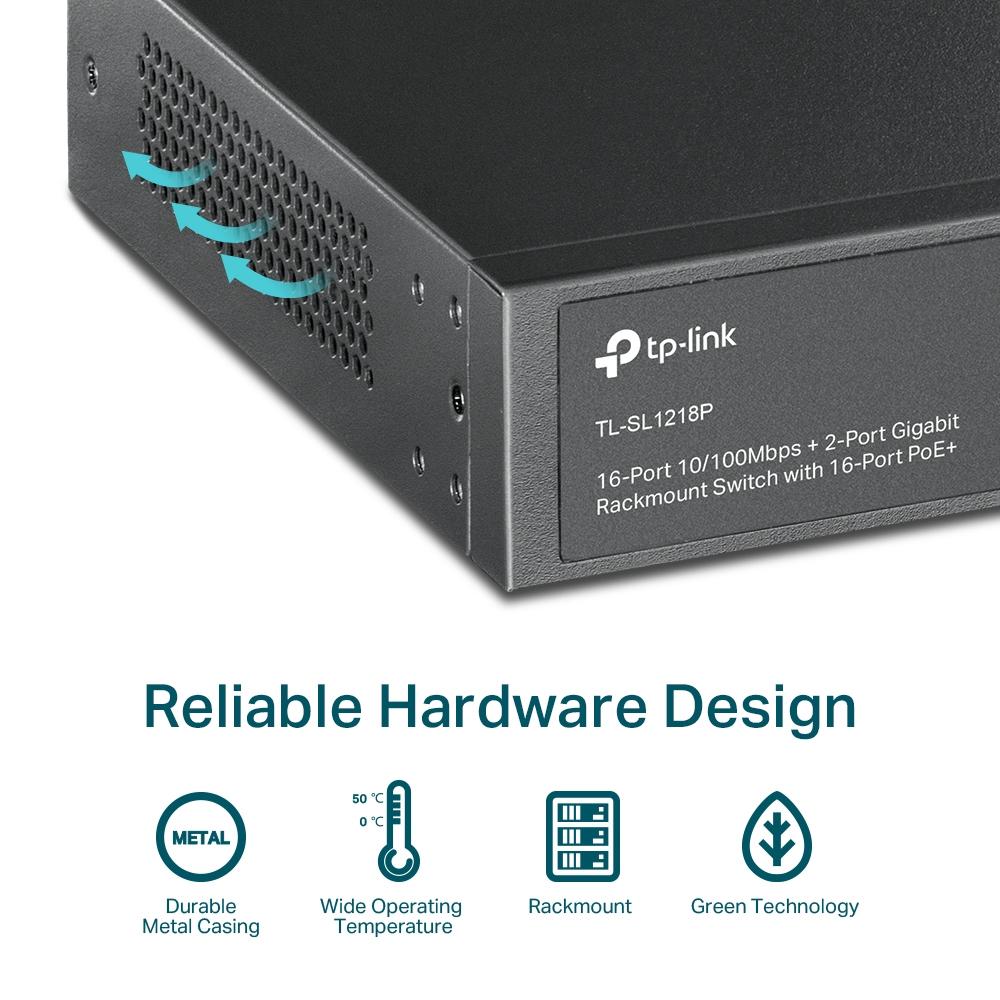 tp-link
TL-SL1218P
16-Port 10/100Mbps + 2-Port Gigabit
Rackmount Switch with 16-Port PoE+
Reliable Hardware Design
50 ℃
0 ℃
METAL
Durable
Metal Casing
Wide Operating
Temperature
Rackmount
Green Technology